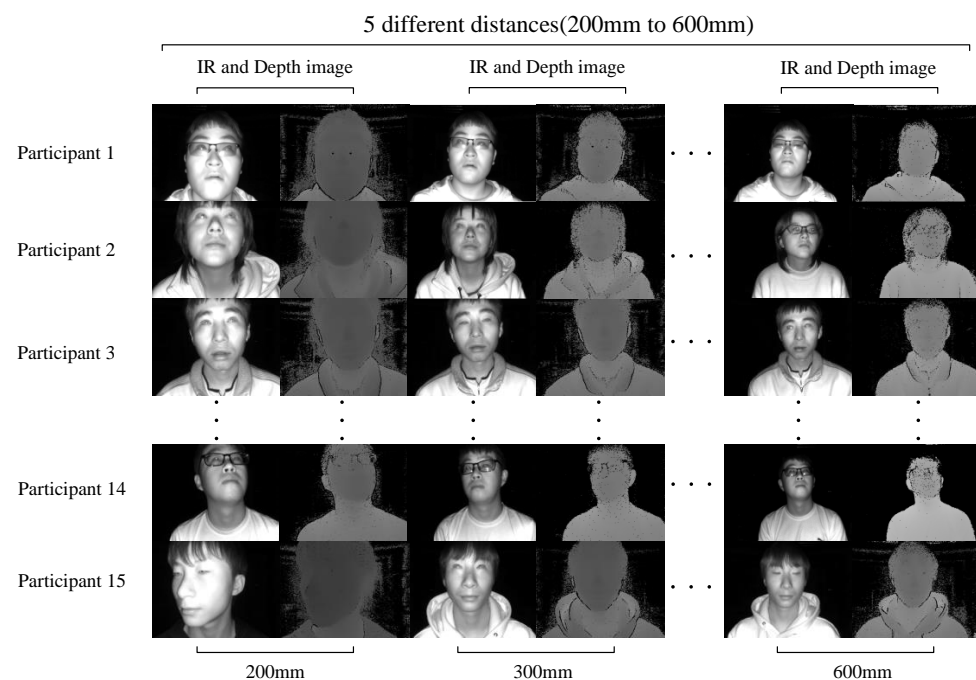 5 different distances(200mm to 600mm)
IR and Depth image
IR and Depth image
IR and Depth image
Participant 1
Participant 2
Participant 3
Participant 14
Participant 15
200mm
300mm
600mm